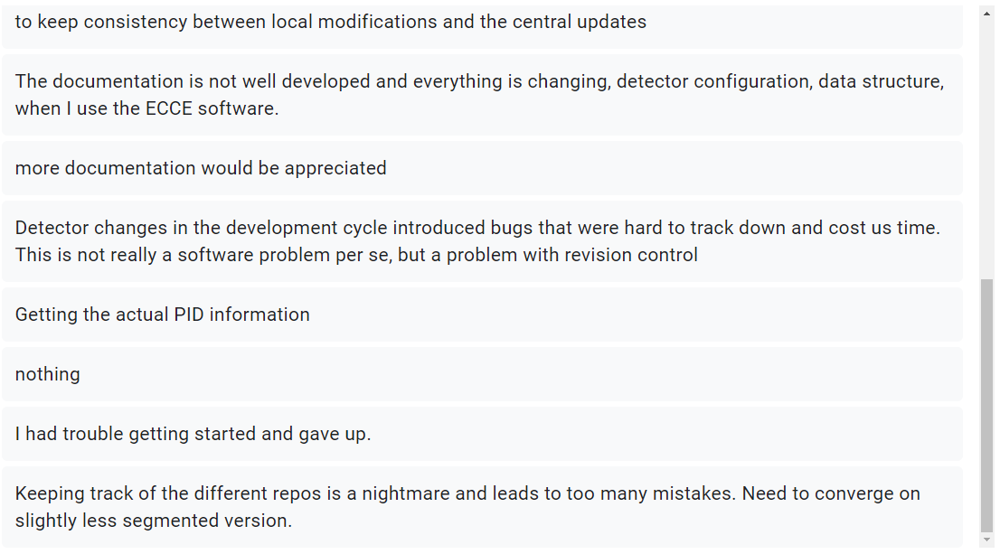 to keep consistency between local modifications and the central updates
The documentation is not well developed and everything is changing, detector configuration, data structure,
when I use the ECCE software.
more documentation would be appreciated
Detector changes in the development cycle introduced bugs that were hard to track down and cost us time.
This is not really a software problem per se, but a problem with revision control
Getting the actual PID information
nothing
I had trouble getting started and gave up.
Keeping track of the different repos is a nightmare and leads to too many mistakes. Need to converge on
slightly less segmented version.